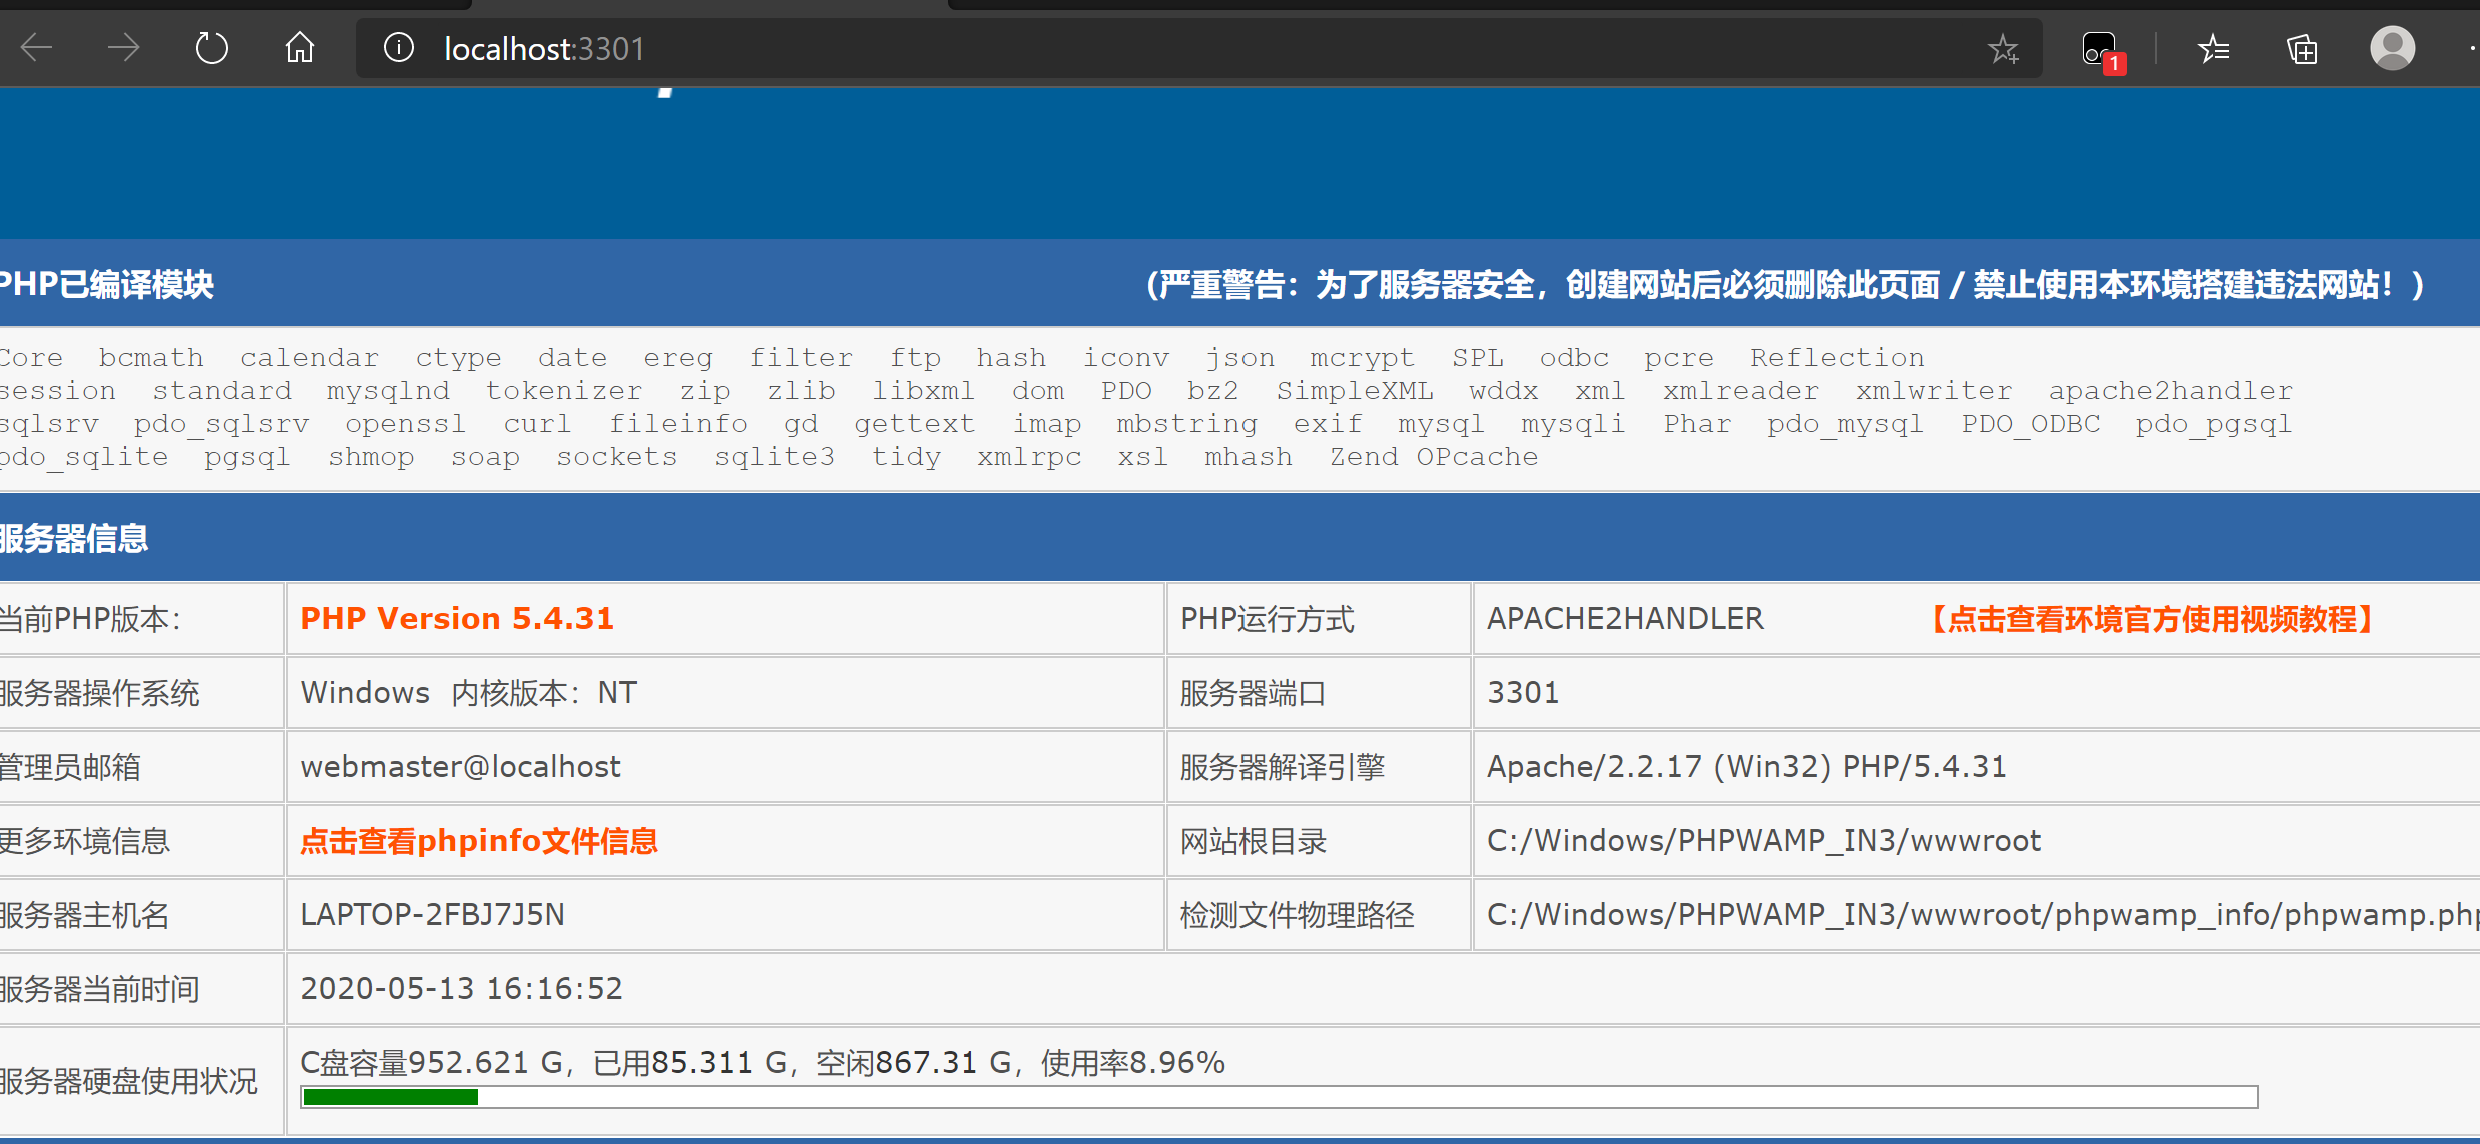 localhost:3301
1
PHP已编译模块 (严重警告：为了服务器安全，创建网站后必须删除此页面 / 禁止使用本环境搭建违法网站！)
Core bcmath calendar ctype date ereg filter ftp hash iconv json mcrypt SPL odbc pcre Reflection
session standard mysqlnd tokenizer zip zlib libxml dom PDO bz2 SimpleXML wddx xml xmlreader xmlwriter apache2handler
sqlsrv pdo_sqlsrv openssl curl fileinfo gd gettext imap mbstring exif mysql mysqli Phar pdo_mysql PDO_ODBC pdo_pgsql
pdo_sqlite pgsql shmop soap sockets sqlite3 tidy xmlrpc xsl mhash Zend OPcache
服务器信息
当前PHP版本： PHP Version 5.4.31 PHP运行方式 APACHE2HANDLER 【点击查看环境官方使用视频教程】
服务器操作系统 Windows 内核版本：NT 服务器端口 3301
管理员邮箱 webmaster@localhost 服务器解译引擎 Apache/2.2.17 (Win32) PHP/5.4.31
更多环境信息 点击查看phpinfo文件信息 网站根目录 C:/Windows/PHPWAMP_IN3/wwwroot
服务器主机名 LAPTOP-2FBJ7J5N 检测文件物理路径 C:/Windows/PHPWAMP_IN3/wwwroot/phpwamp_info/phpwamp.php
服务器当前时间 2020-05-13 16:16:52
服务器硬盘使用状况 C盘容量952.621 G，已用85.311 G，空闲867.31 G，使用率8.96%